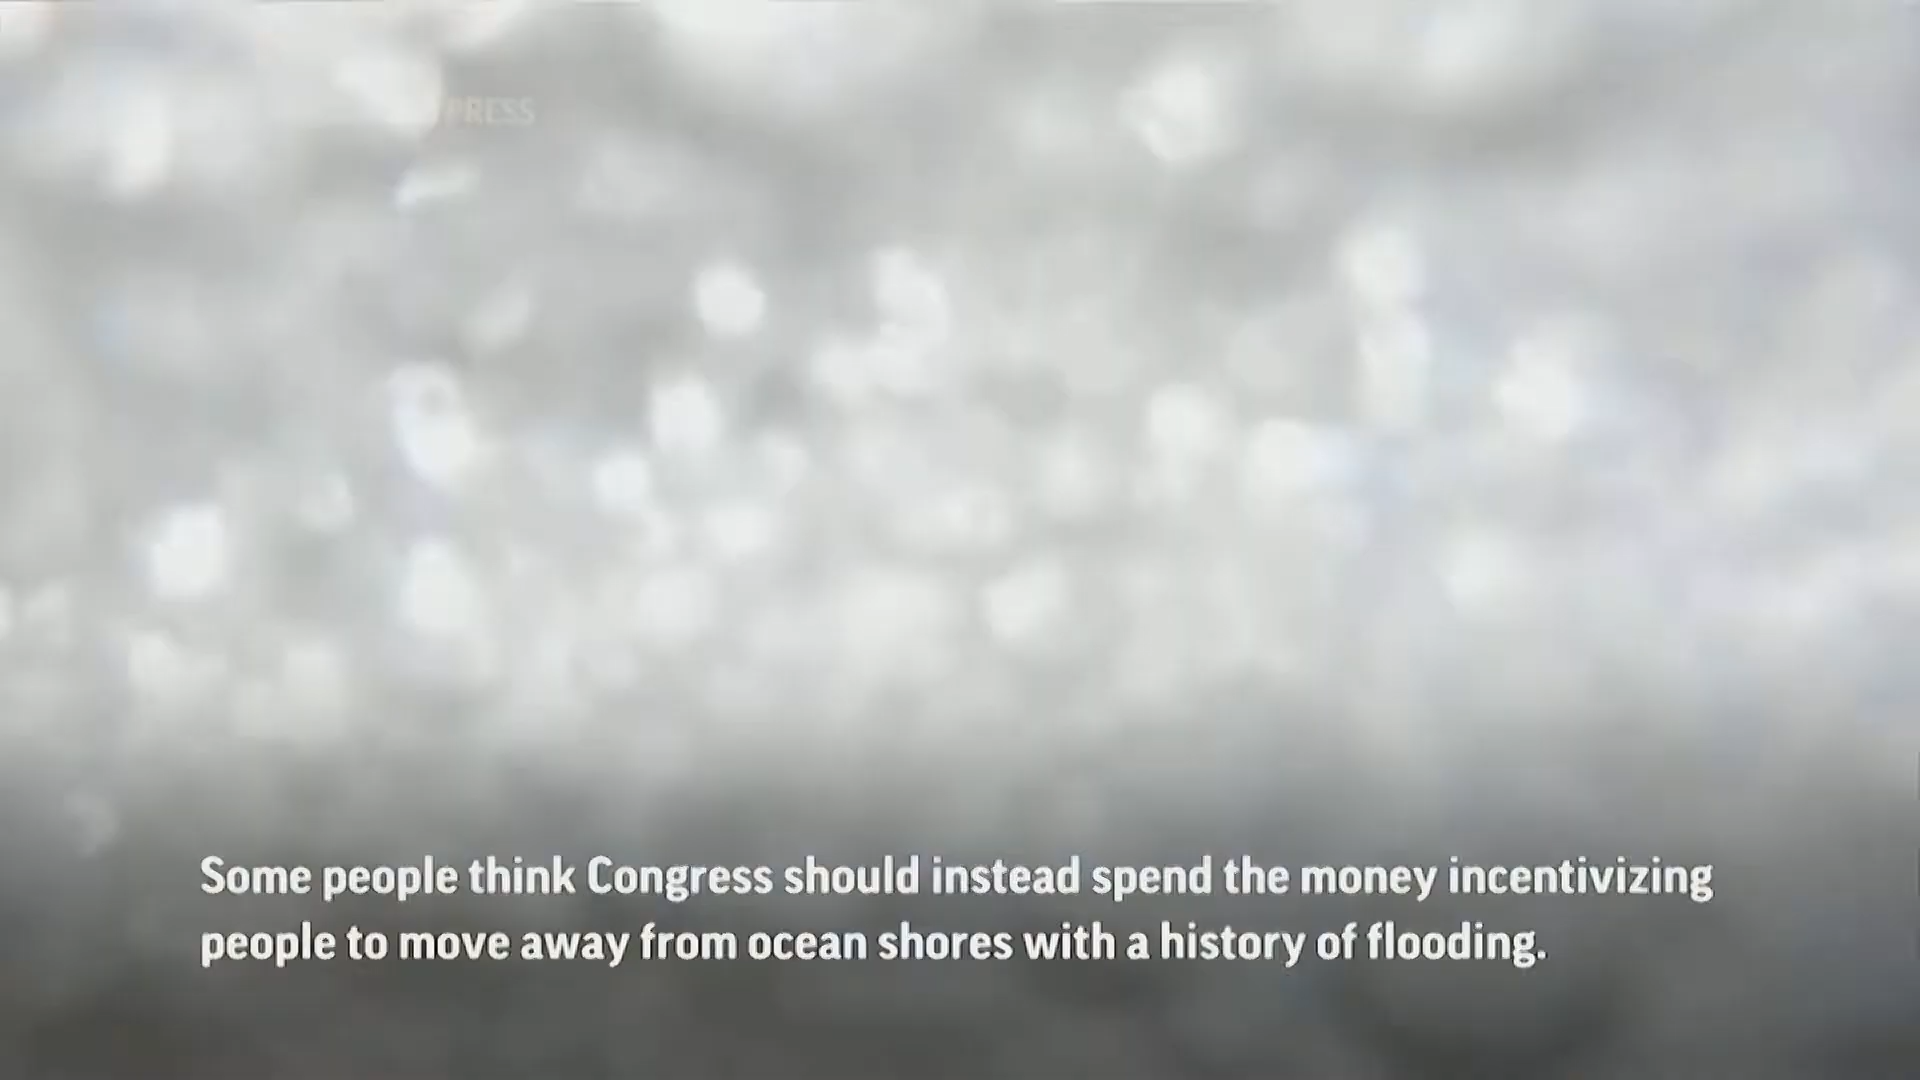 PRESS
Some people think Congress should instead spend the money incentivizing
people to move away from ocean shores with a history of flooding.